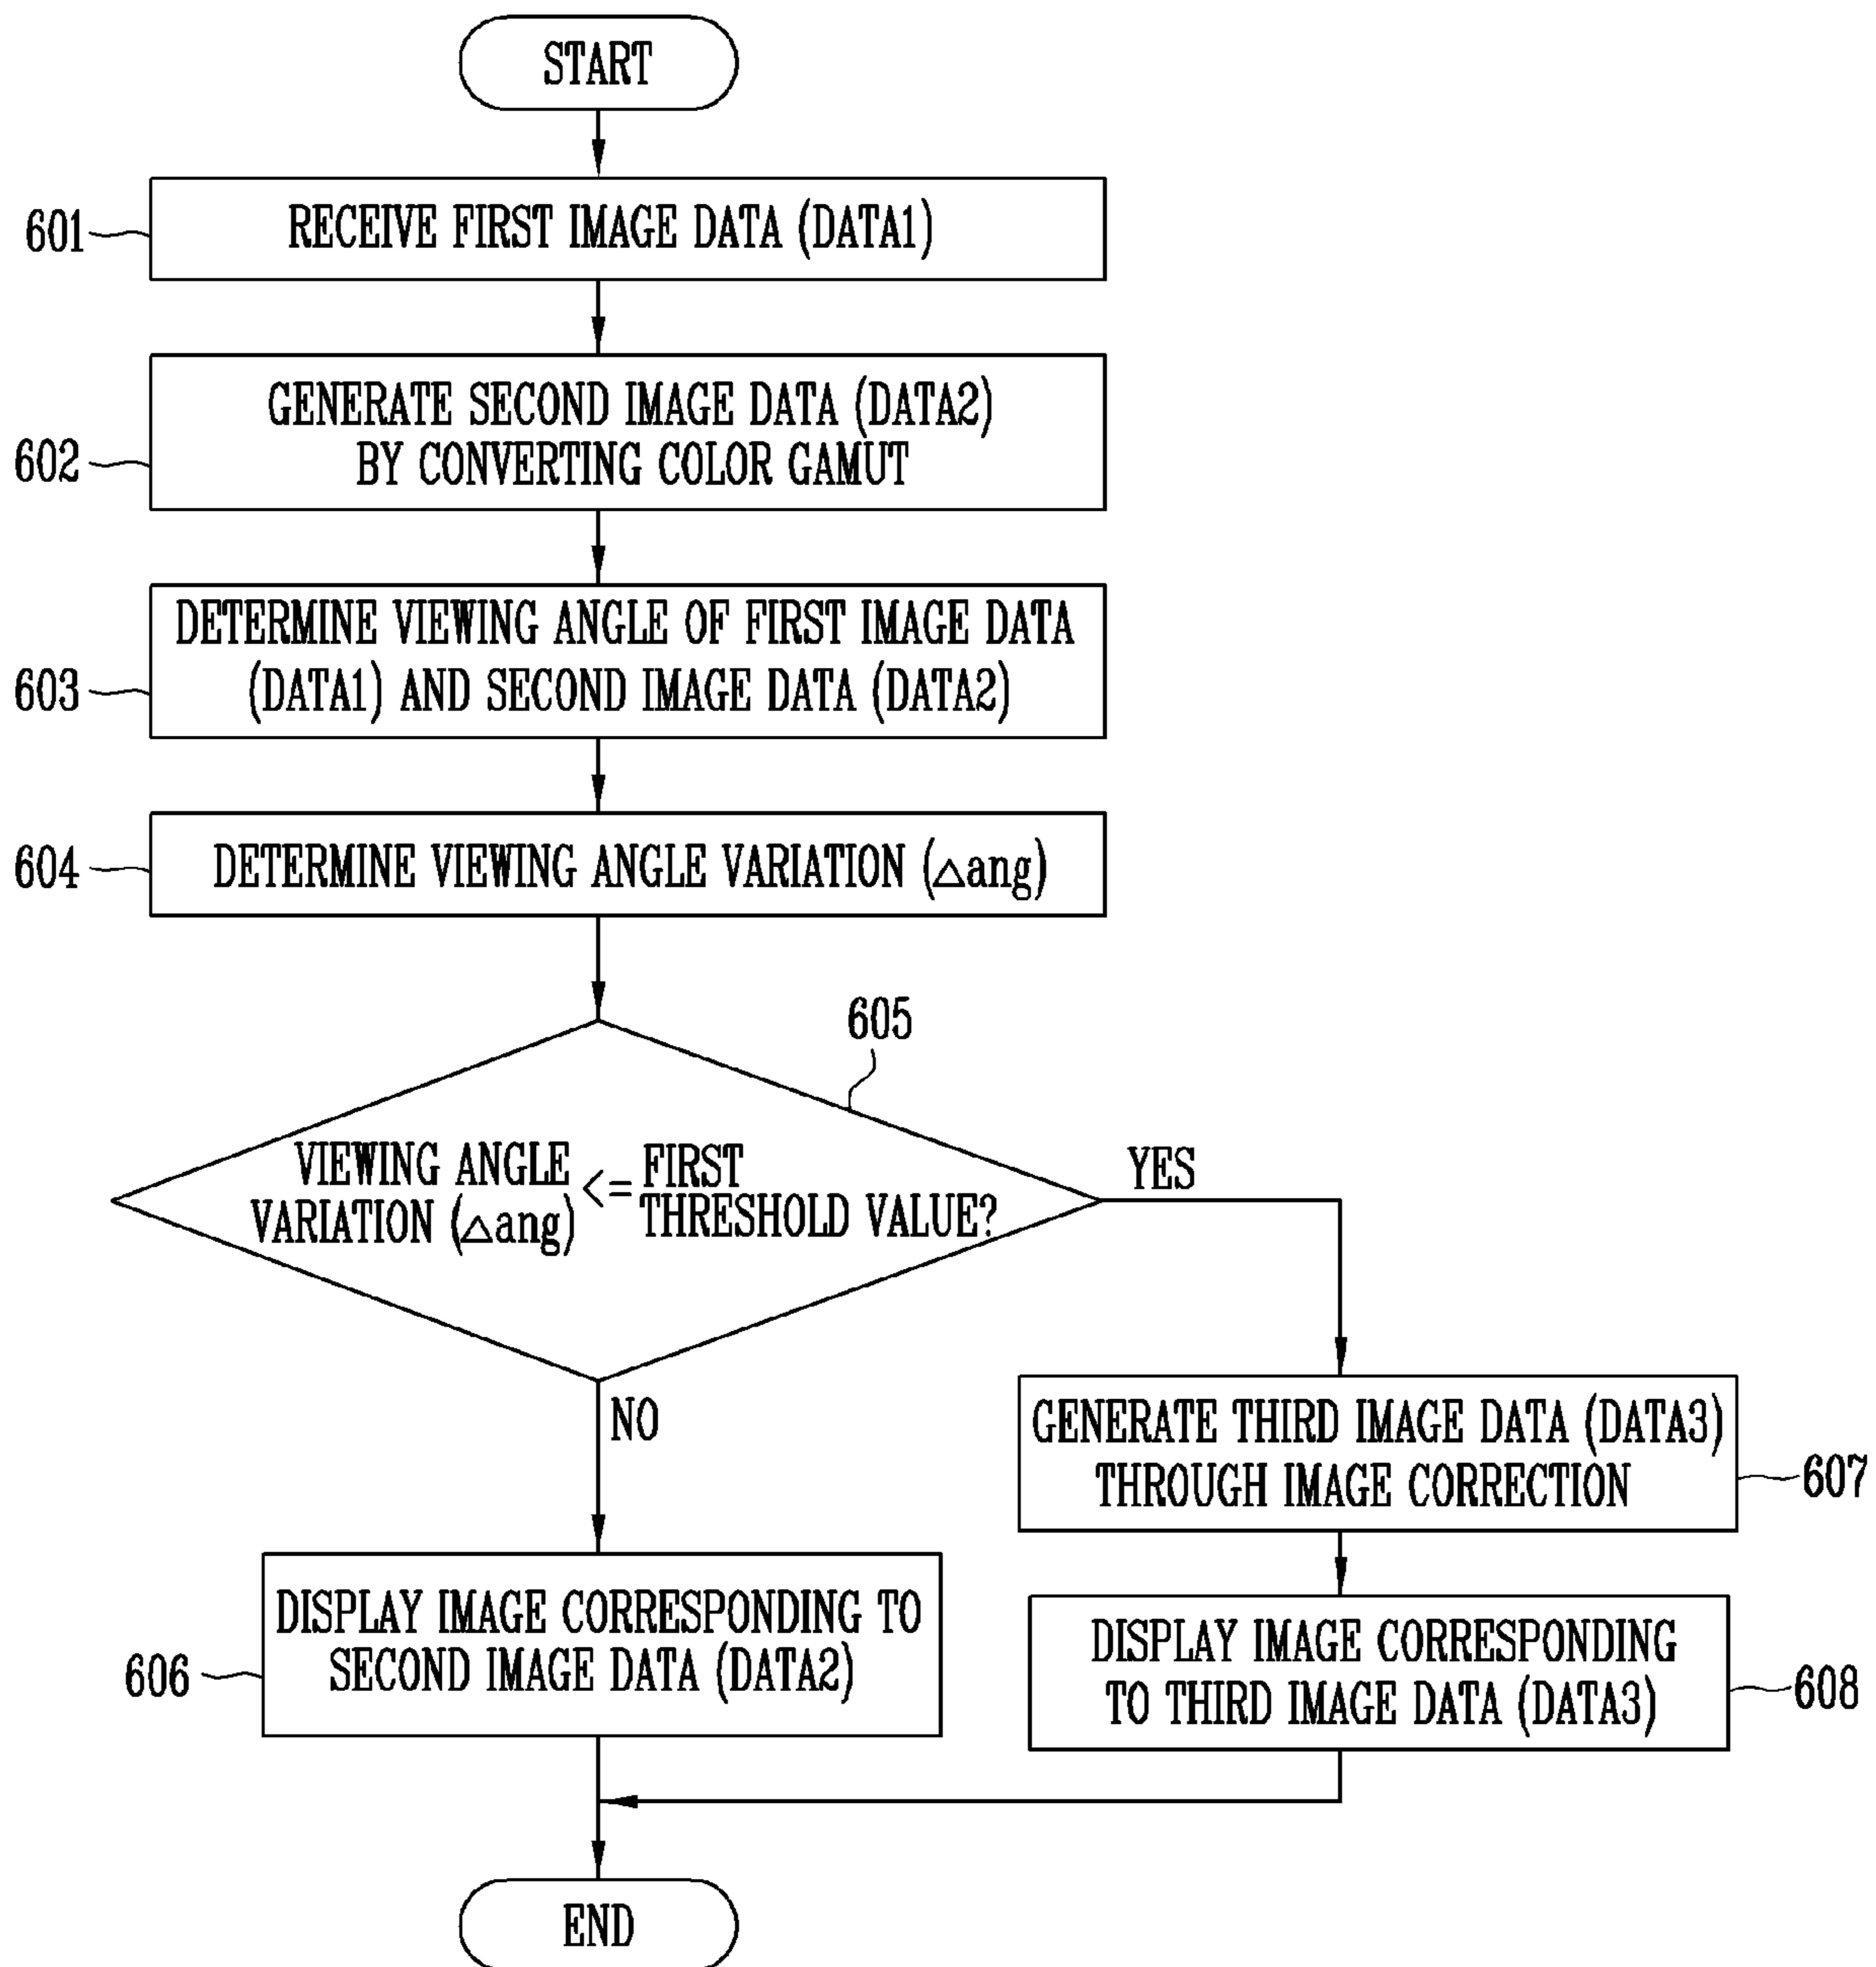 START
601
RECEIVE FIRST IMAGE DATA (DATA1)
602
GENERATE SECOND IMAGE DATA (DATA2)
BY CONVERTING COLOR GAMUT
603
DETERMINE VIEWING ANGLE OF FIRST IMAGE DATA
(DATA1) AND SECOND IMAGE DATA (DATA2)
604
DETERMINE VIEWING ANGLE VARIATION (△ang)
605
VIEWING ANGLE
VARIATION (△ang)
<=
FIRST
THRESHOLD VALUE?
YES
NO
GENERATE THIRD IMAGE DATA (DATA3)
THROUGH IMAGE CORRECTION
607
606
DISPLAY IMAGE CORRESPONDING TO
SECOND IMAGE DATA (DATA2)
DISPLAY IMAGE CORRESPONDING
TO THIRD IMAGE DATA (DATA3)
608
END